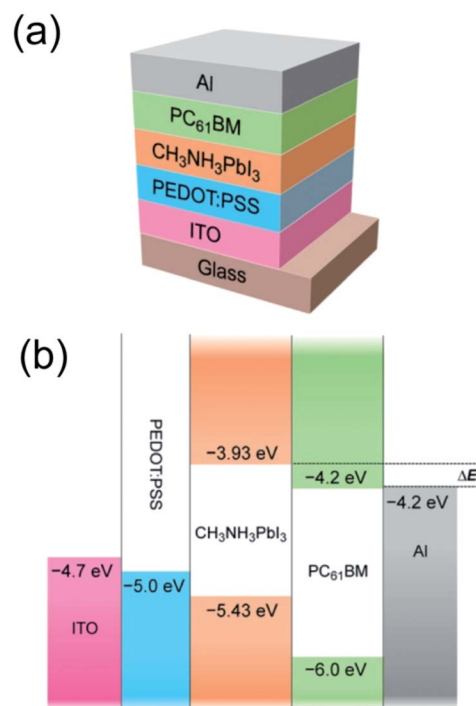 (a)
Al
PC₆₁BM
CH₃NH₃PbI₃
PEDOT:PSS
ITO
Glass
(b)
PEDOT:PSS
−3.93 eV
−4.2 eV
ΔE
−4.2 eV
CH₃NH₃PbI₃
Al
−4.7 eV
−5.0 eV
PC₆₁BM
−5.43 eV
ITO
−6.0 eV